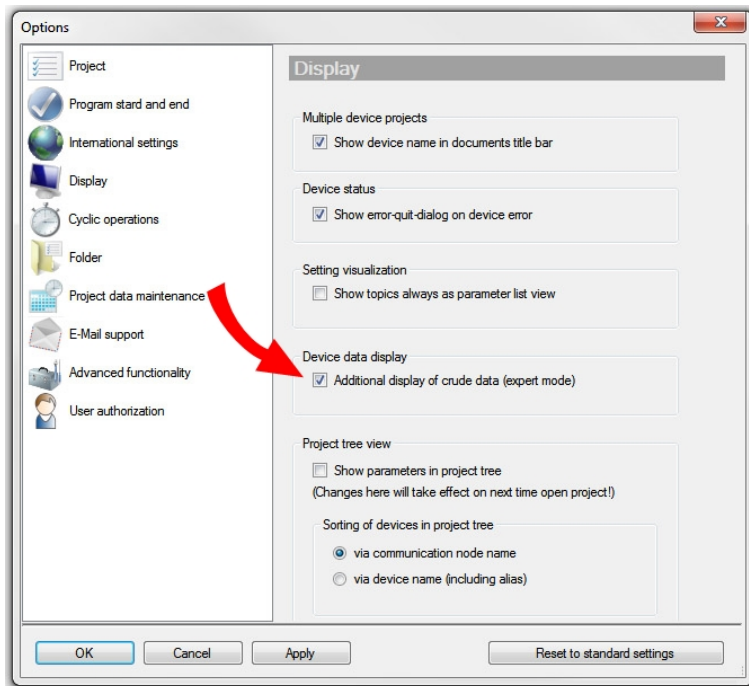 Options
Project
Program stard and end
International settings
Display
Cyclic operations
Folder
Project data maintenance
E-Mail support
Advanced functionality
User authorization
Display
Multiple device projects
Show device name in documents title bar
Device status
Show error-quit-dialog on device error
Setting visualization
Show topics always as parameter list view
Device data display
Additional display of crude data (expert mode)
Project tree view
Show parameters in project tree
(Changes here will take effect on next time open project!)
Sorting of devices in project tree
via communication node name
via device name (including alias)
OK Cancel Apply Reset to standard settings